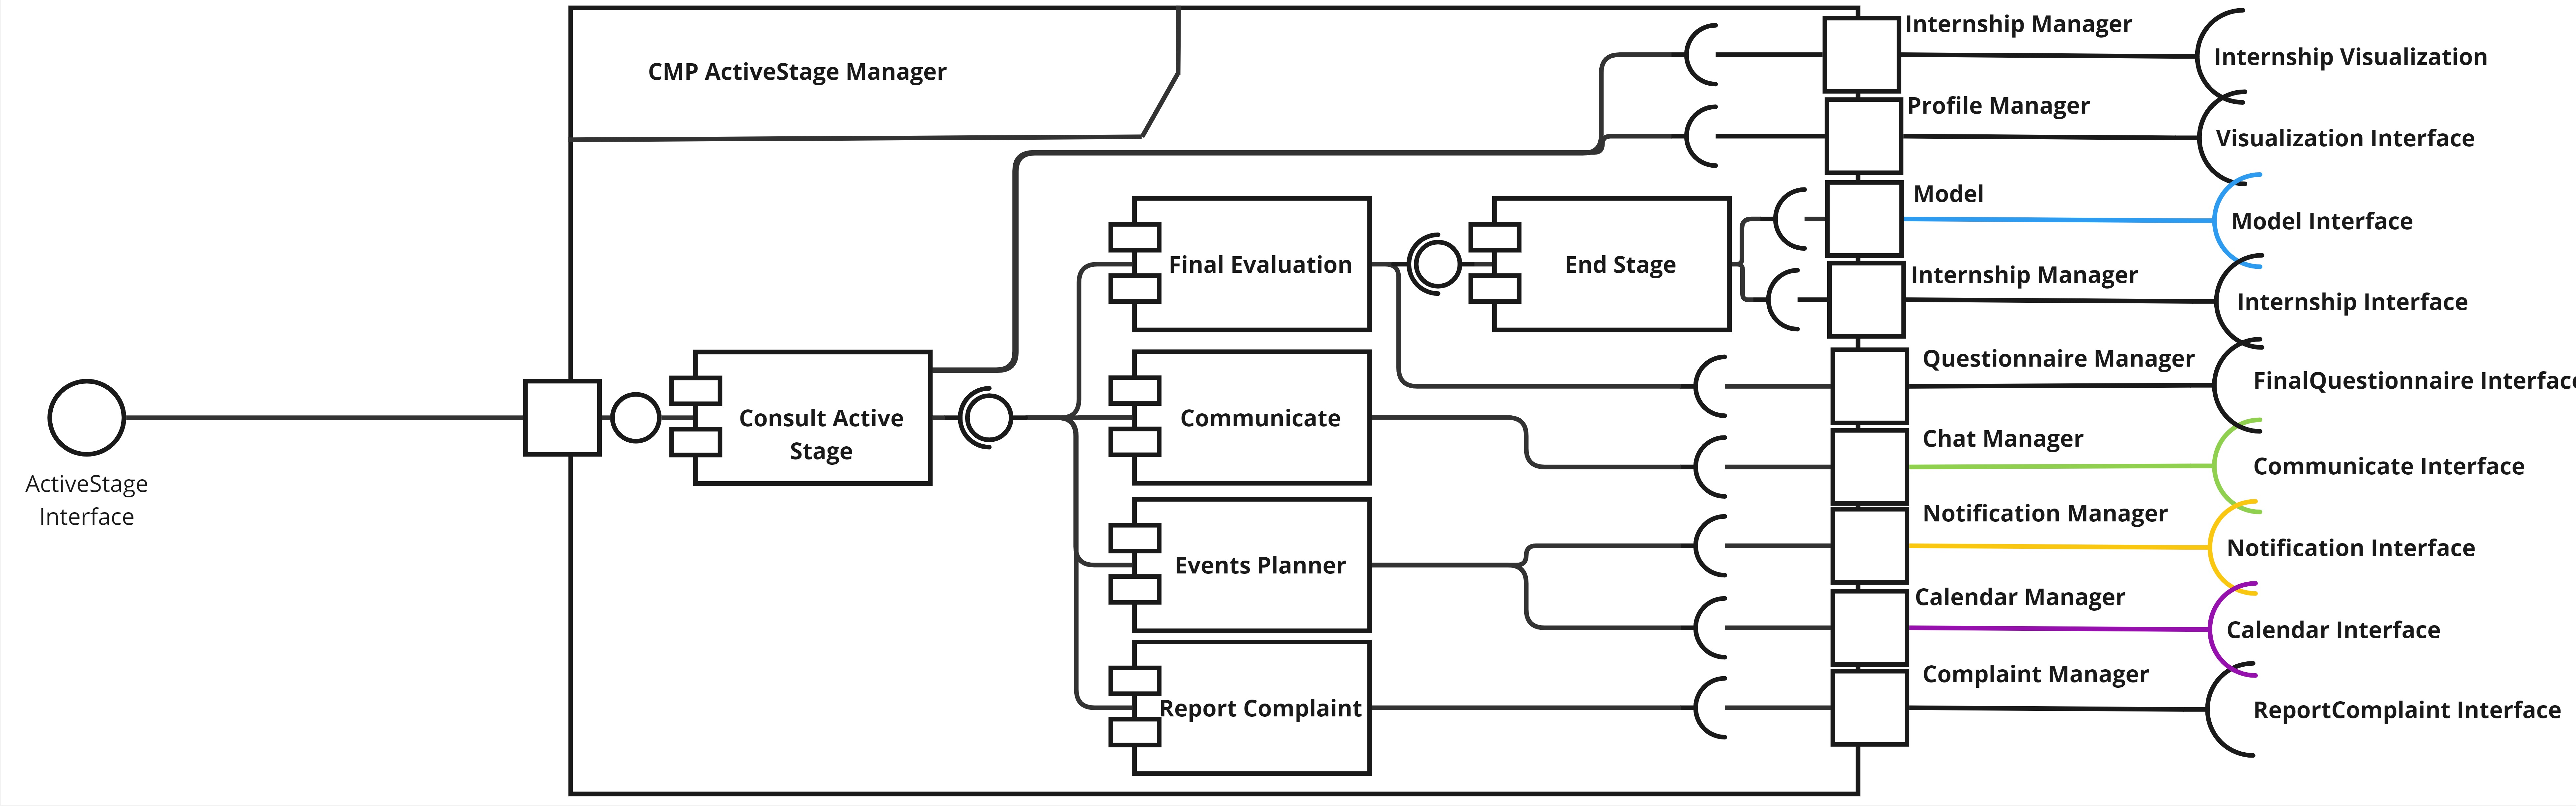 CMP ActiveStage Manager
Internship Manager
Internship Visualization
Profile Manager
Visualization Interface
Model
Model Interface
Final Evaluation
End Stage
Internship Manager
Internship Interface
Questionnaire Manager
FinalQuestionnaire Interface
Consult Active
Stage
Communicate
Chat Manager
Communicate Interface
ActiveStage
Interface
Notification Manager
Notification Interface
Events Planner
Calendar Manager
Calendar Interface
Complaint Manager
Report Complaint
ReportComplaint Interface